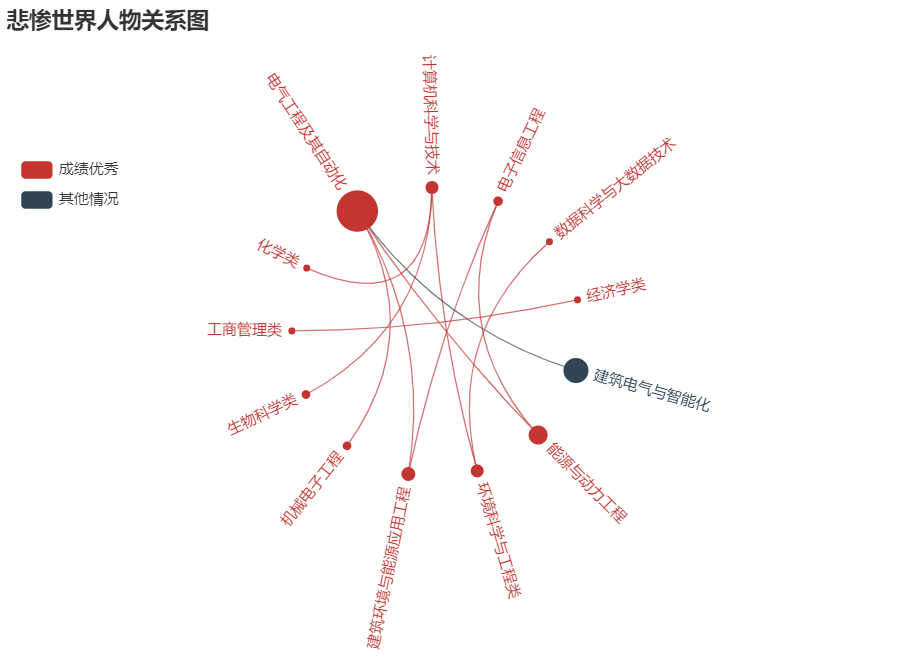 悲惨世界人物关系图
成绩优秀
其他情况
电气工程及其自动化
计算机科学与技术
电子信息工程
数据科学与大数据技术
经济学类
建筑电气与智能化
能源与动力工程
环境科学与工程类
建筑环境与能源应用工程
机械电子工程
生物科学类
工商管理类
化学类